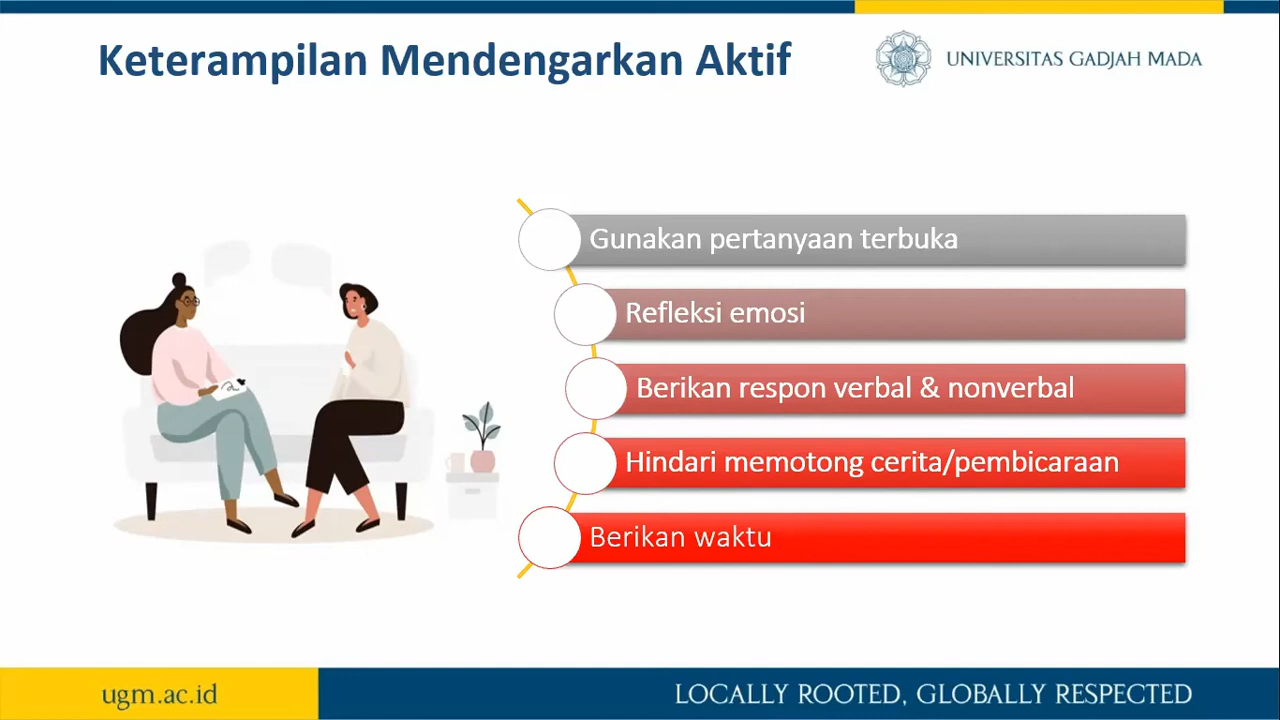 Keterampilan Mendengarkan Aktif
UNIVERSITAS GADJAH MADA
Gunakan pertanyaan terbuka
Refleksi emosi
Berikan respon verbal & nonverbal
Hindari memotong cerita/pembicaraan
Berikan waktu
ugm.ac.id
LOCALLY ROOTED, GLOBALLY RESPECTED